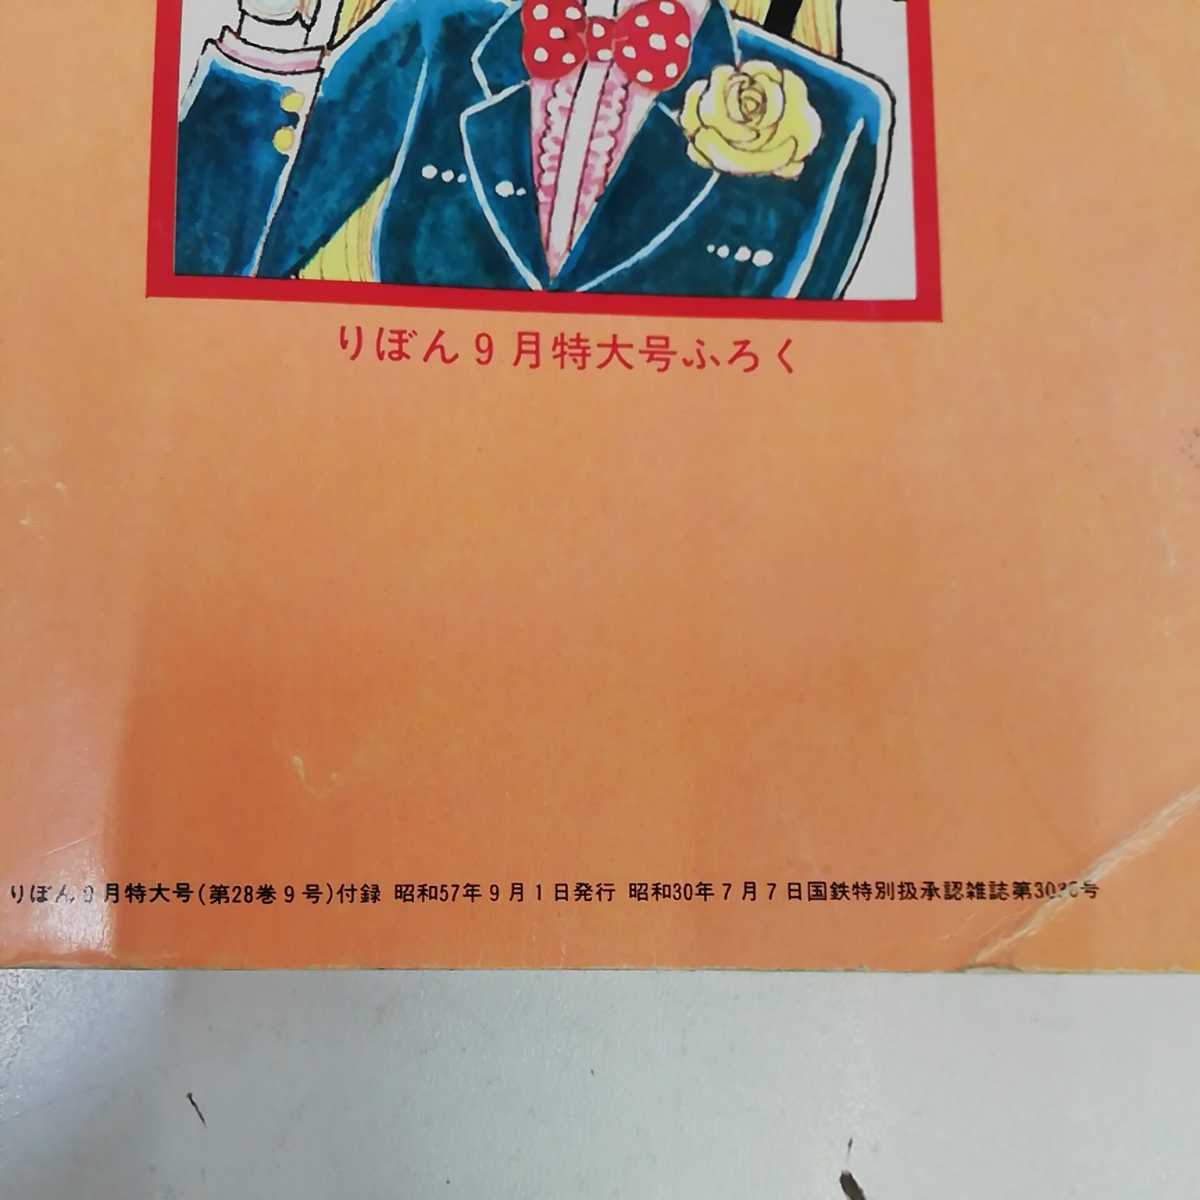 りぼん9月特大号ふろく
りぼん9月特大号(第28巻9号)付録 昭和57年9月1日発行 昭和30年7月7日国鉄特別扱承認雑誌第